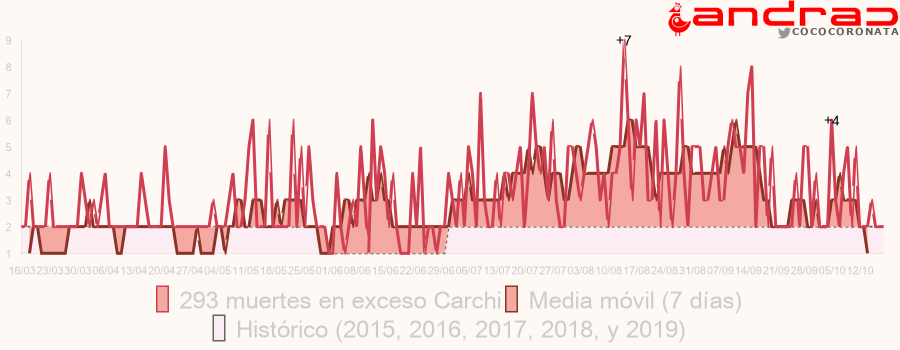 andrab
COCOCORONATA
+7
+4
9
8
7
6
5
4
3
2
1
16/03 23/03 30/03 06/04 13/04 20/04 27/04 04/05 11/05 18/05 25/05 01/06 08/06 15/06 22/06 29/06 06/07 13/07 20/07 27/07 03/08 10/08 17/08 24/08 31/08 07/09 14/09 21/09 28/09 05/10 12/10
293 muertes en exceso Carchi Media móvil (7 días)
Histórico (2015, 2016, 2017, 2018, y 2019)